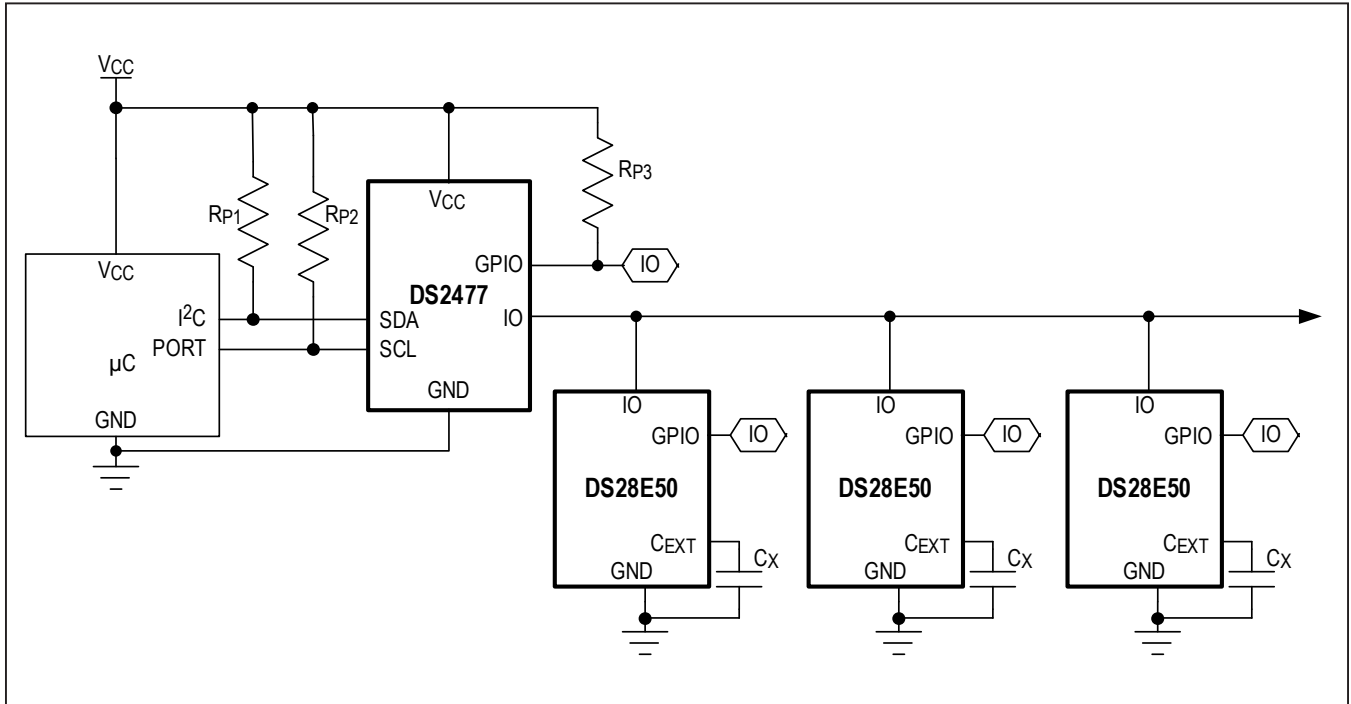 VCC
RP1
RP2
RP3
VCC
VCC
GPIO
IO
DS2477
I²C
SDA
IO
PORT
SCL
µC
GND
GND
IO
IO
IO
GPIO
IO
GPIO
IO
GPIO
IO
DS28E50
DS28E50
DS28E50
CEXT
CX
CEXT
CX
CEXT
CX
GND
GND
GND